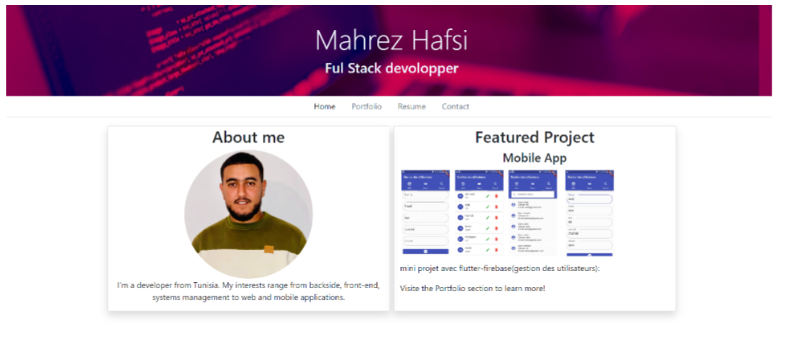 Mahrez Hafsi
Ful Stack devolopper
Home Portfolio Resume Contact
About me
I'm a developer from Tunisia. My interests range from backside, front-end,
systems management to web and mobile applications.
Featured Project
Mobile App
mini projet avec flutter-firebase(gestion des utilisateurs):
Visite the Portfolio section to learn more!